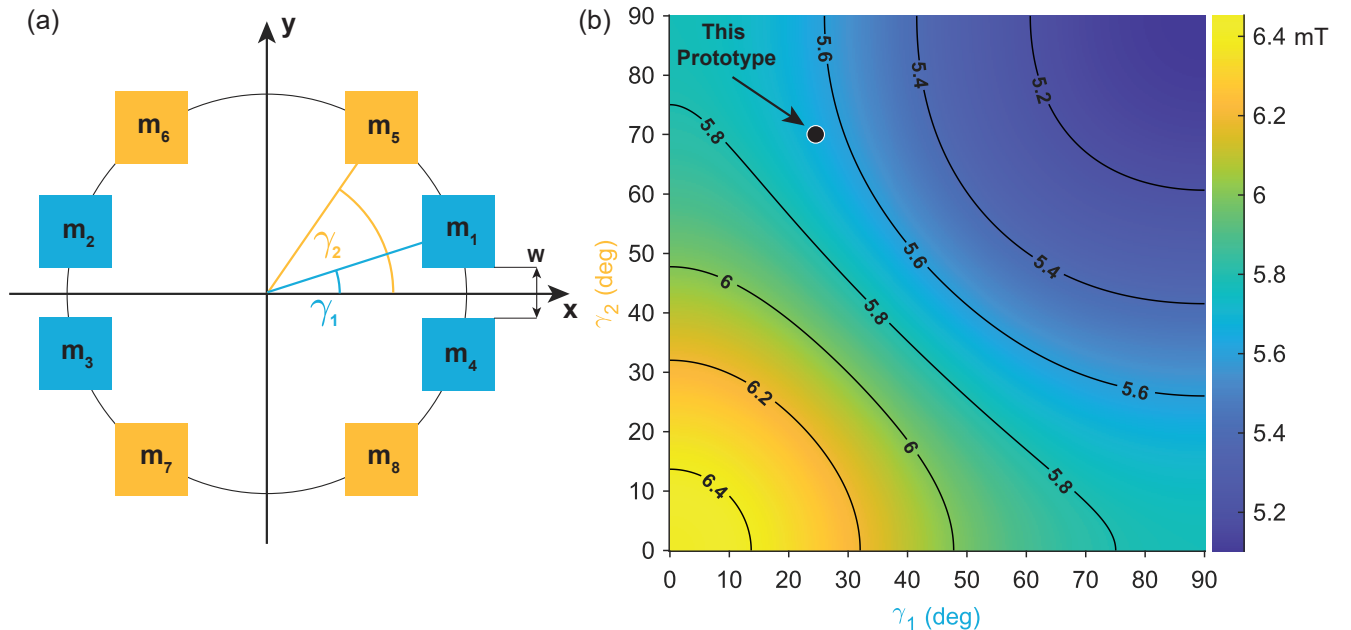 (a)
y
m₆
m₅
m₂
m₁
γ₂
w
x
γ₁
m₃
m₄
m₇
m₈
(b)
This
Prototype
90
80
70
60
50
40
30
20
10
0
γ₂ (deg)
0 10 20 30 40 50 60 70 80 90
γ₁ (deg)
5.6
5.4
5.2
5.8
5.6
5.4
6
5.8
5.6
6.2
6
5.8
6.4
6.4 mT
6.2
6
5.8
5.6
5.4
5.2